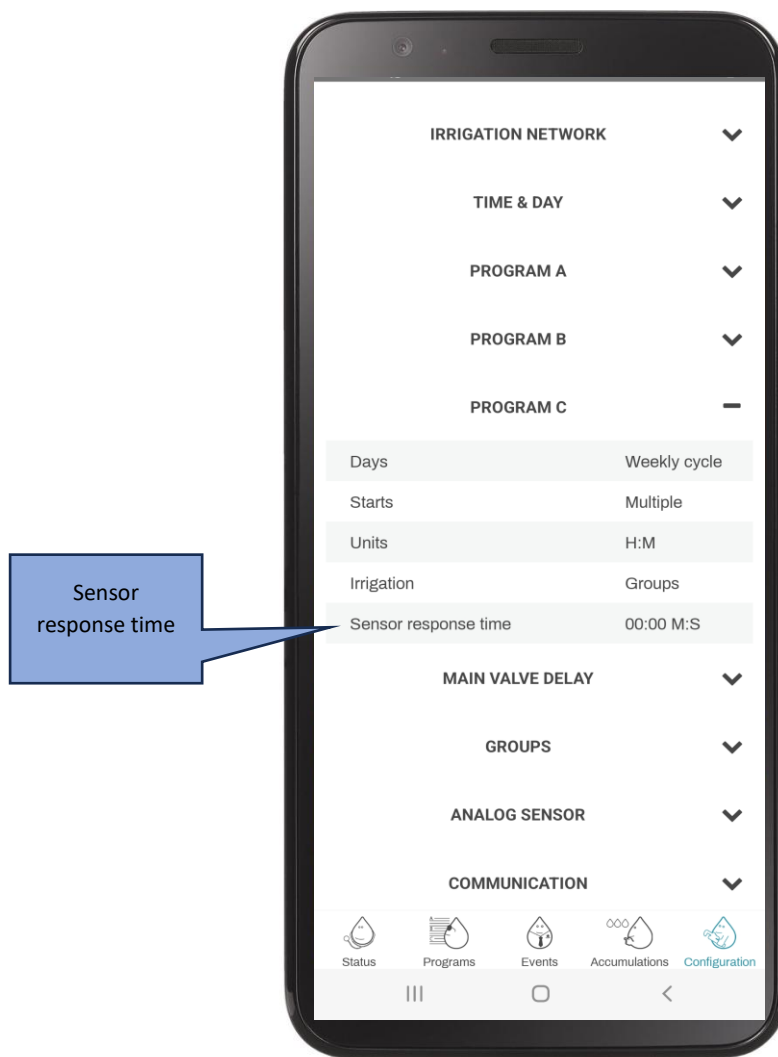 IRRIGATION NETWORK
TIME & DAY
PROGRAM A
PROGRAM B
PROGRAM C
Days Weekly cycle
Starts Multiple
Units H:M
Irrigation Groups
Sensor response time 00:00 M:S
Sensor
response time
MAIN VALVE DELAY
GROUPS
ANALOG SENSOR
COMMUNICATION
Status Programs Events Accumulations Configuration